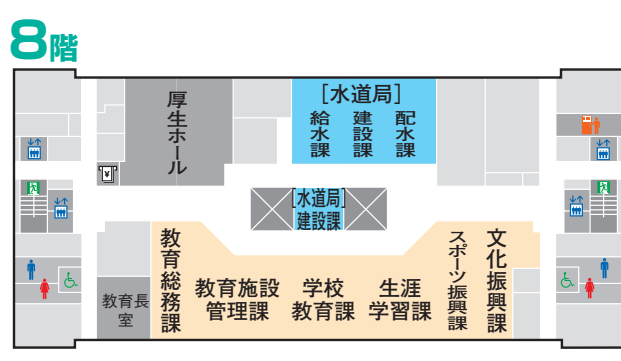 8階
厚生ホール
[水道局]
給水課
建設課
配水課
¥
[水道局]
建設課
教育総務課
教育施設
管理課
学校
教育課
生涯
学習課
スポーツ振興課
文化振興課
教育長
室